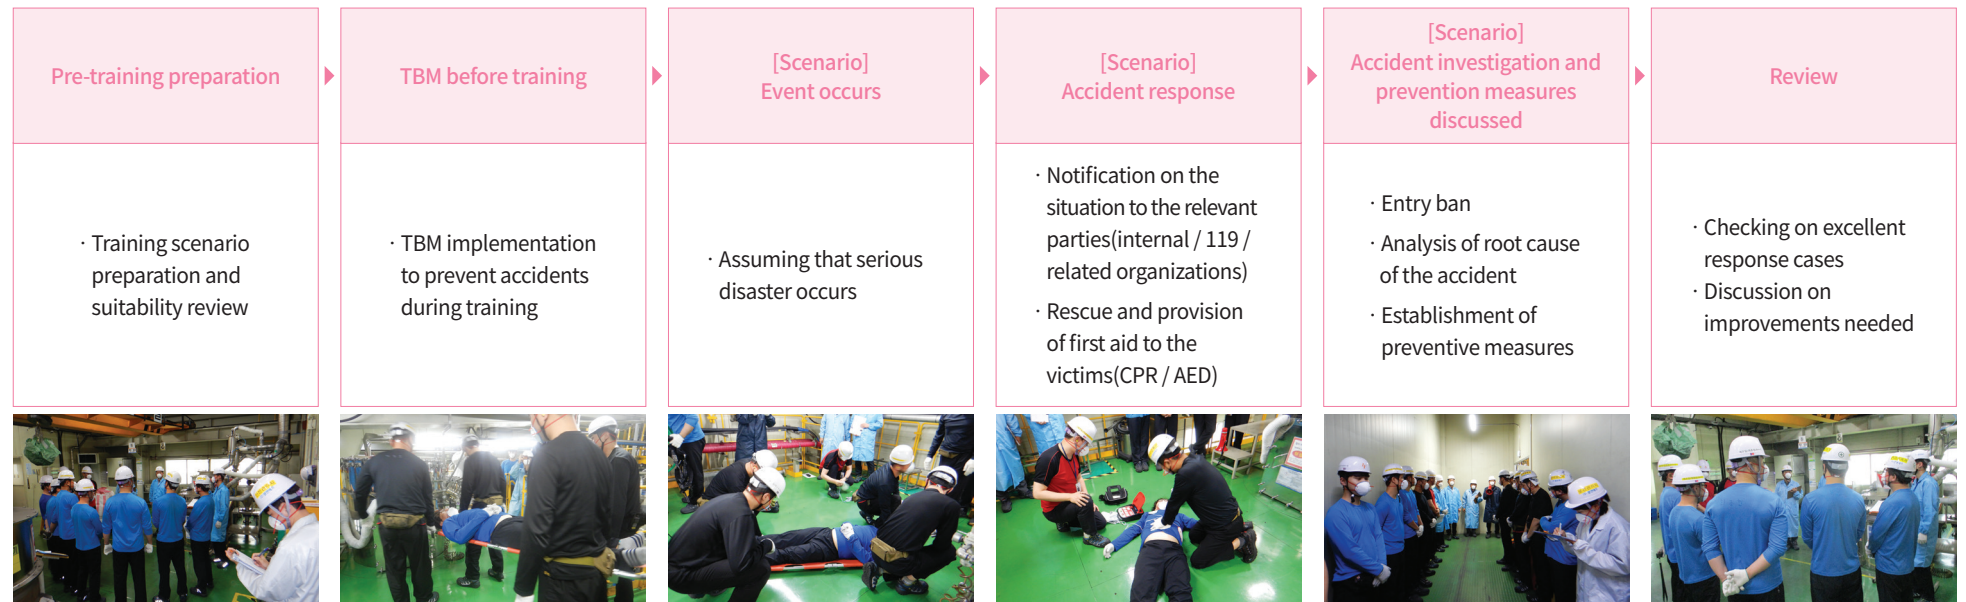 Pre-training preparation
· Training scenario
preparation and
suitability review
TBM before training
· TBM implementation
to prevent accidents
during training
[Scenario]
Event occurs
· Assuming that serious
disaster occurs
[Scenario]
Accident response
· Notification on the
situation to the relevant
parties(internal / 119 /
related organizations)
· Rescue and provision
of first aid to the
victims(CPR / AED)
[Scenario]
Accident investigation and
prevention measures
discussed
· Entry ban
· Analysis of root cause
of the accident
· Establishment of
preventive measures
Review
· Checking on excellent
response cases
· Discussion on
improvements needed